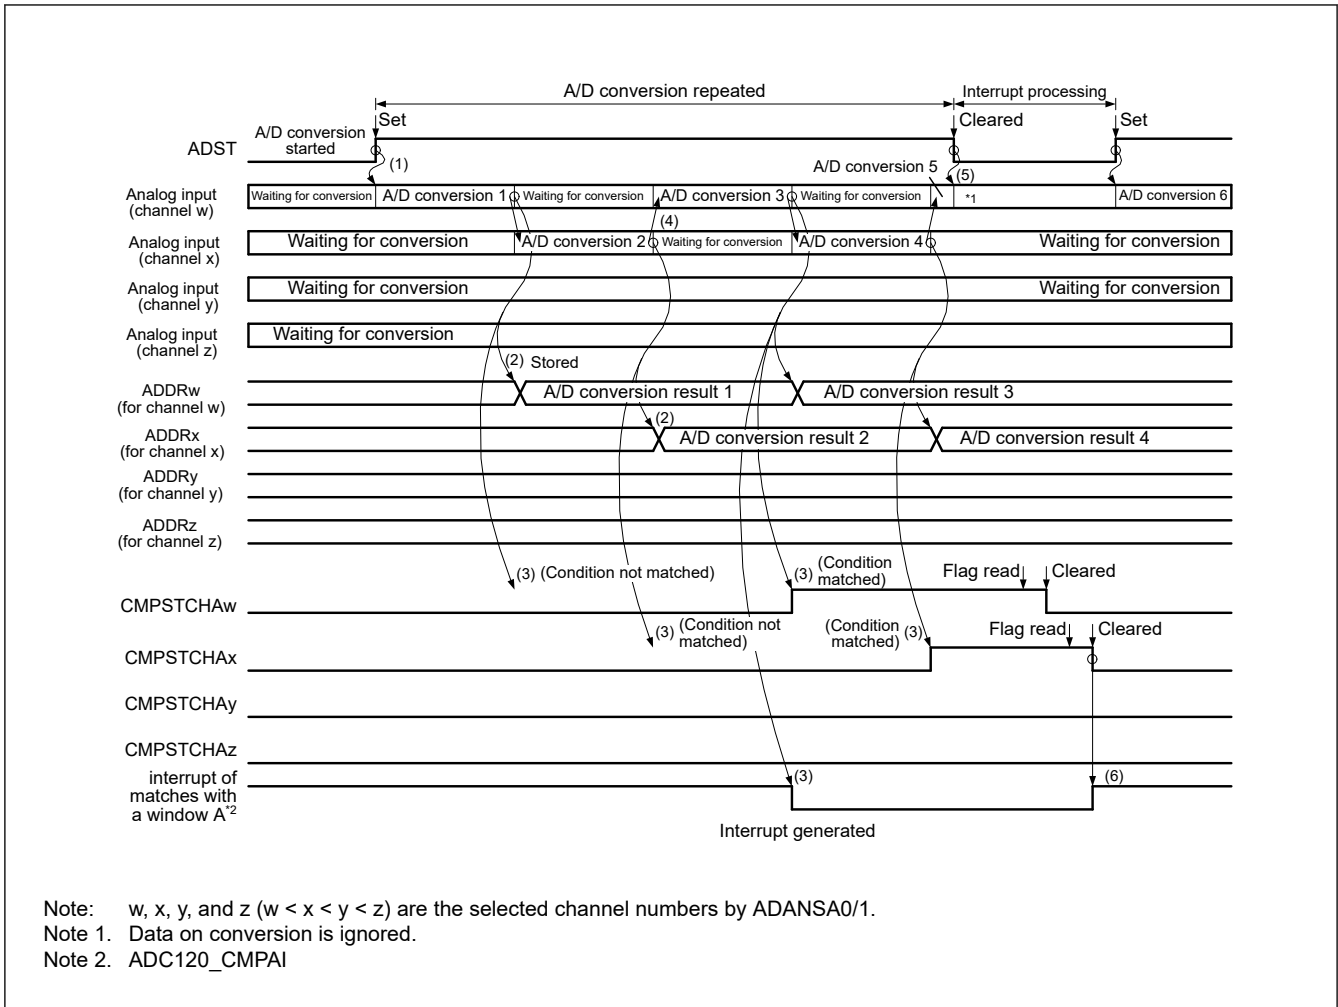 A/D conversion repeated
Interrupt processing
Set
Cleared
Set
A/D conversion
started
ADST
(1)
A/D conversion 5
(5)
Analog input
(channel w)
Waiting for conversion
A/D conversion 1
Waiting for conversion
A/D conversion 3
Waiting for conversion
*1
A/D conversion 6
(4)
Analog input
(channel x)
Waiting for conversion
A/D conversion 2
Waiting for conversion
A/D conversion 4
Waiting for conversion
Analog input
(channel y)
Waiting for conversion
Waiting for conversion
Analog input
(channel z)
Waiting for conversion
(2) Stored
ADDRw
(for channel w)
A/D conversion result 1
A/D conversion result 3
(2)
ADDRx
(for channel x)
A/D conversion result 2
A/D conversion result 4
ADDRy
(for channel y)
ADDRz
(for channel z)
(3) (Condition not matched)
(3) (Condition
matched)
Flag read
Cleared
CMPSTCHAw
(3) (Condition not
matched)
(Condition
matched) (3)
Flag read
Cleared
CMPSTCHAx
CMPSTCHAy
CMPSTCHAz
interrupt of
matches with
a window A*2
(3)
(6)
Interrupt generated
Note: w, x, y, and z (w < x < y < z) are the selected channel numbers by ADANSA0/1.
Note 1. Data on conversion is ignored.
Note 2. ADC120_CMPAI